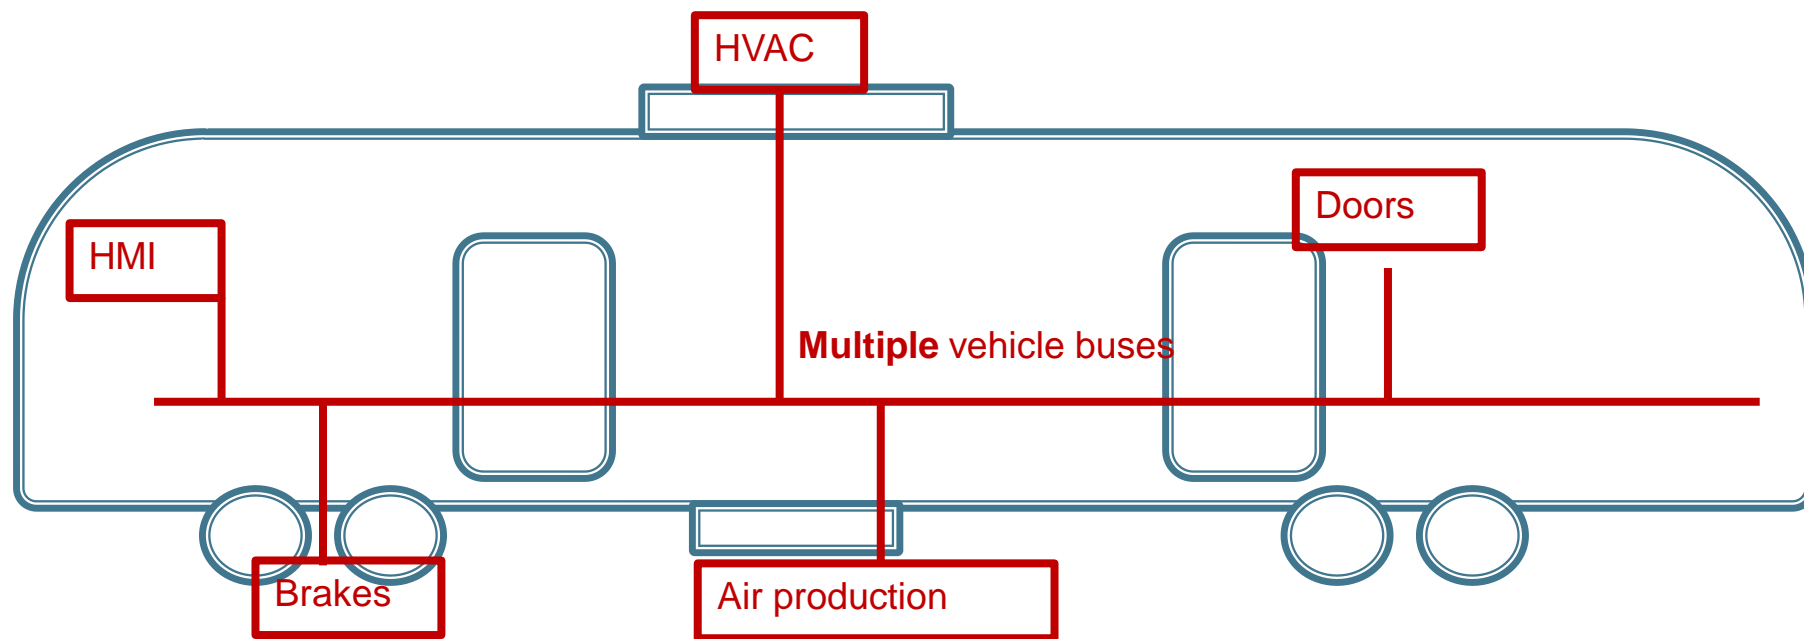 HVAC
Doors
HMI
Multiple vehicle buses
Brakes
Air production